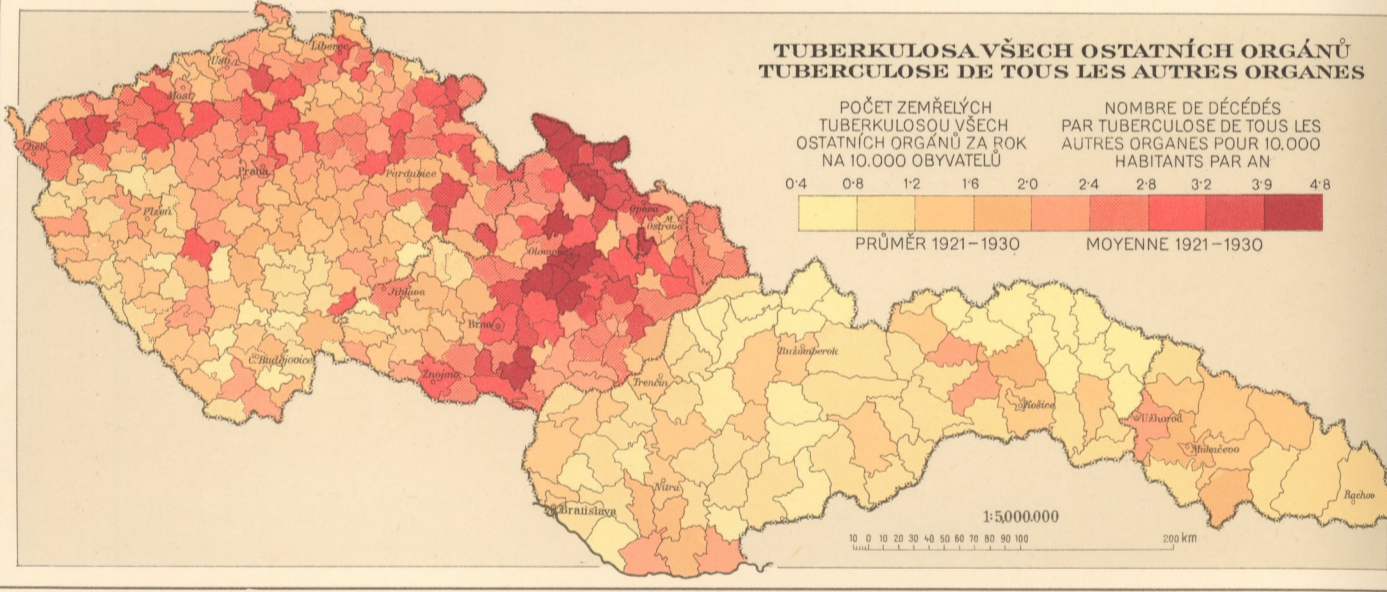 TUBERKULOSA VŠECH OSTATNÍCH ORGÁNŮ
TUBERCULOSE DE TOUS LES AUTRES ORGANES
POČET ZEMŘELÝCH
TUBERKULOSOU VŠECH
OSTATNÍCH ORGÁNŮ ZA ROK
NA 10.000 OBYVATELŮ
NOMBRE DE DÉCÉDÉS
PAR TUBERCULOSE DE TOUS LES
AUTRES ORGANES POUR 10.000
HABITANTS PAR AN
0·4 0·8 1·2 1·6 2·0 2·4 2·8 3·2 3·9 4·8
PRŮMĚR 1921–1930 MOYENNE 1921–1930
Liberec
Ústí
Most
Cheb
Praha
Pardubice
Plzeň
Opava
M. Ostrava
Olomouc
Jihlava
Brno
Č. Budějovice
Znojmo
Ružomberok
Trenčín
Košice
Užhorod
Mukačevo
Nitra
Rachov
Bratislava
1:5,000.000
10 0 10 20 30 40 50 60 70 80 90 100 200 km